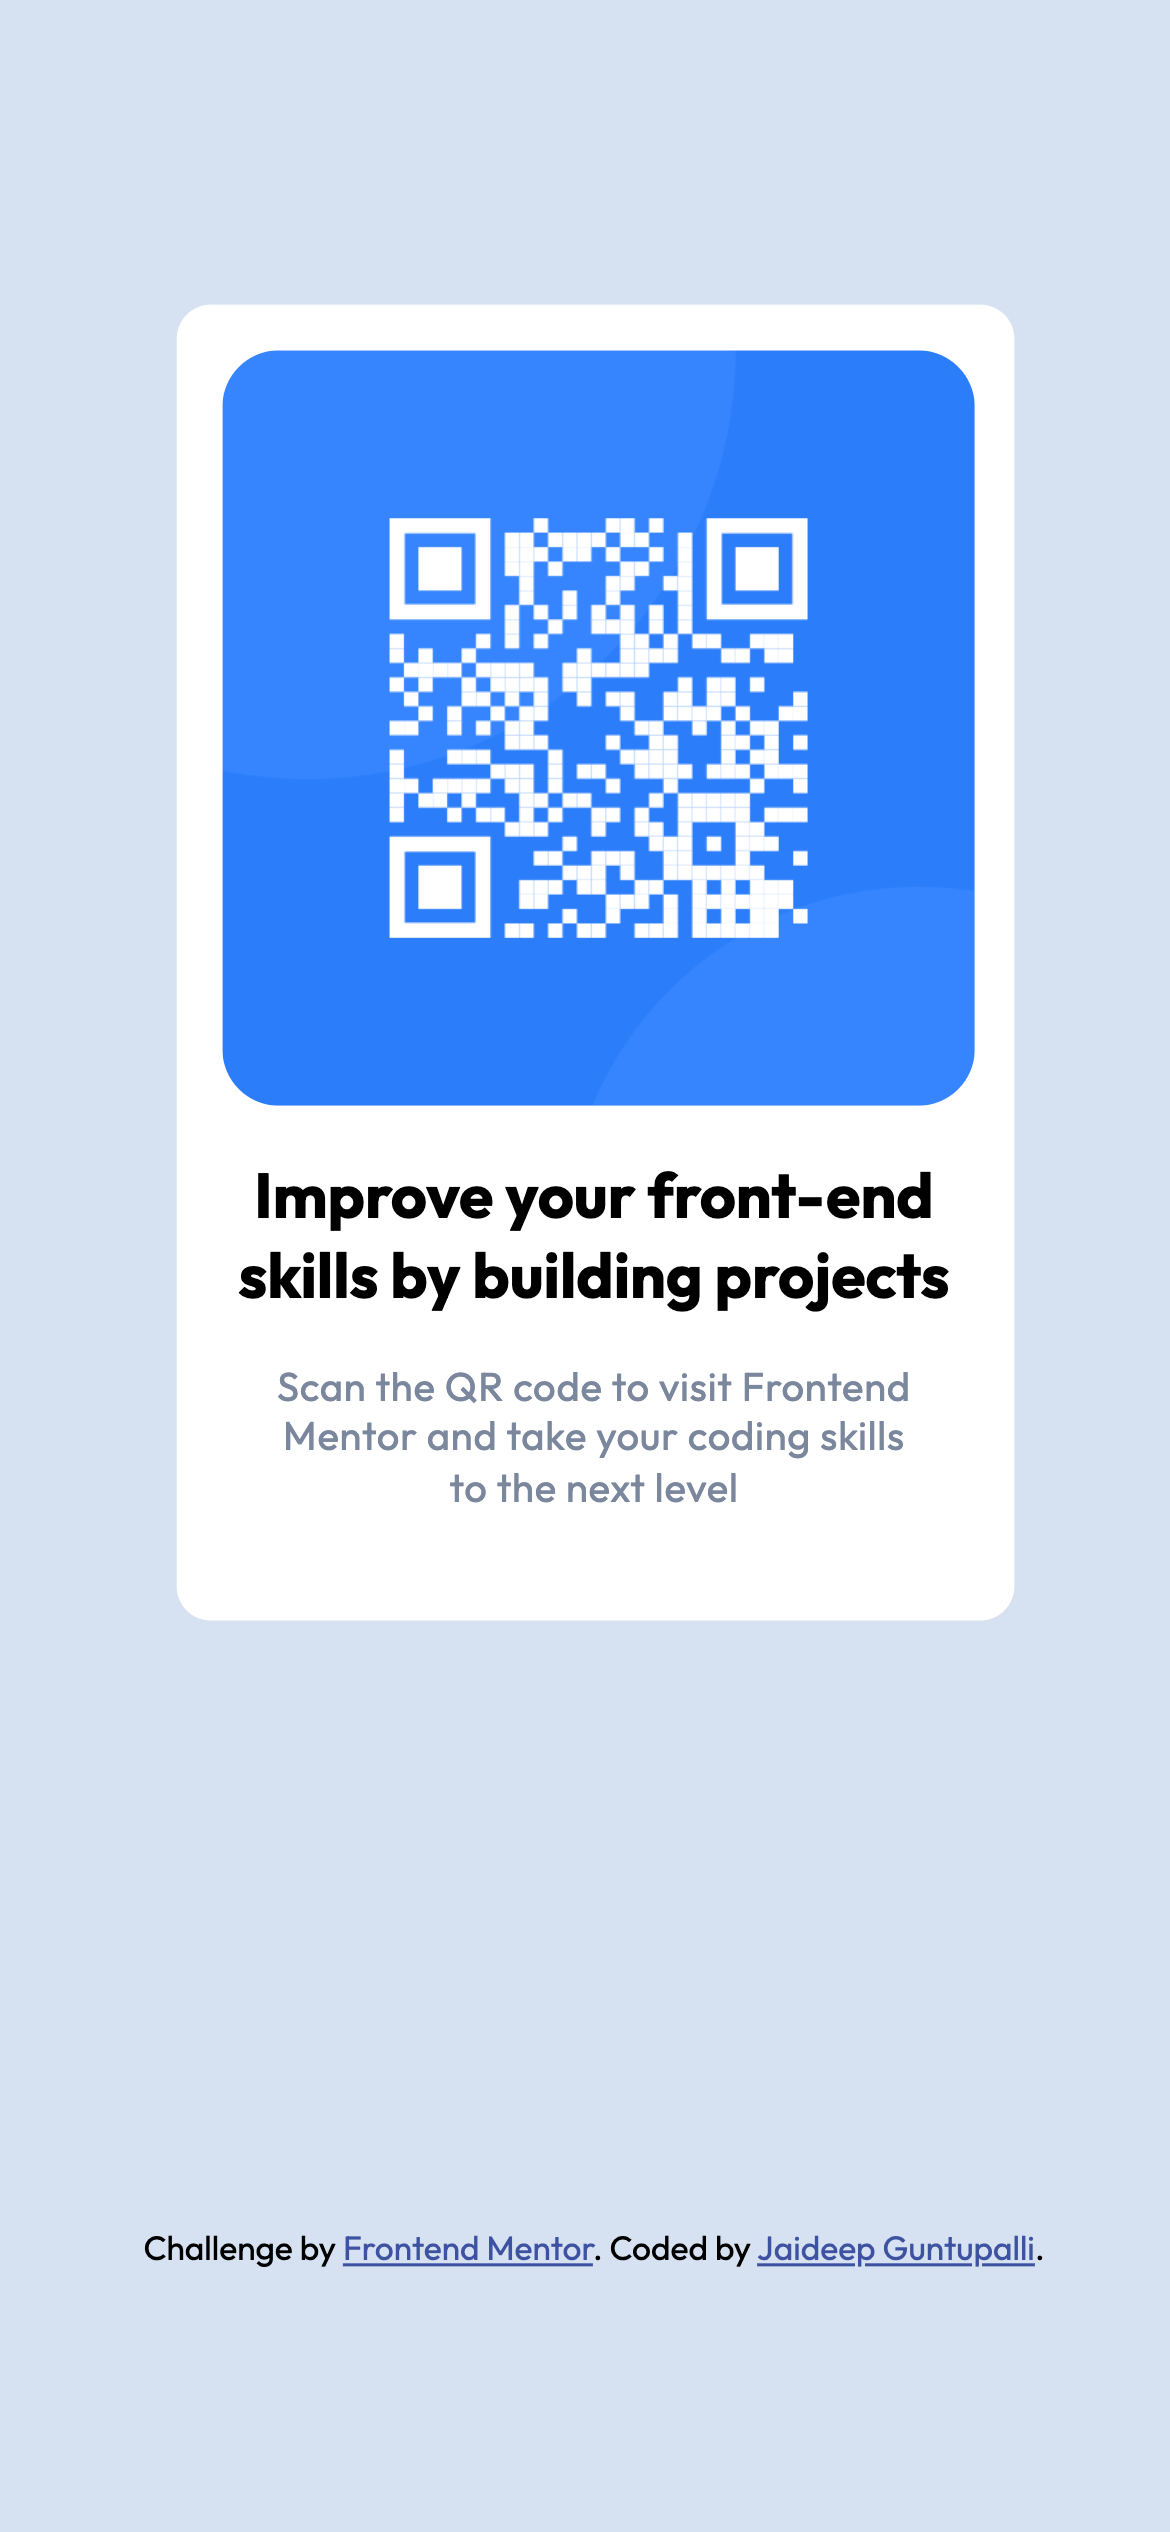 Improve your front-end
skills by building projects
Scan the QR code to visit Frontend
Mentor and take your coding skills
to the next level
Challenge by Frontend Mentor. Coded by Jaideep Guntupalli.